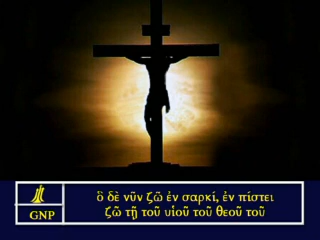 ὃ δὲ νῦν ζῶ ἐν σαρκί, ἐν πίστει
ζῶ τῇ τοῦ υἱοῦ τοῦ θεοῦ τοῦ
GNP